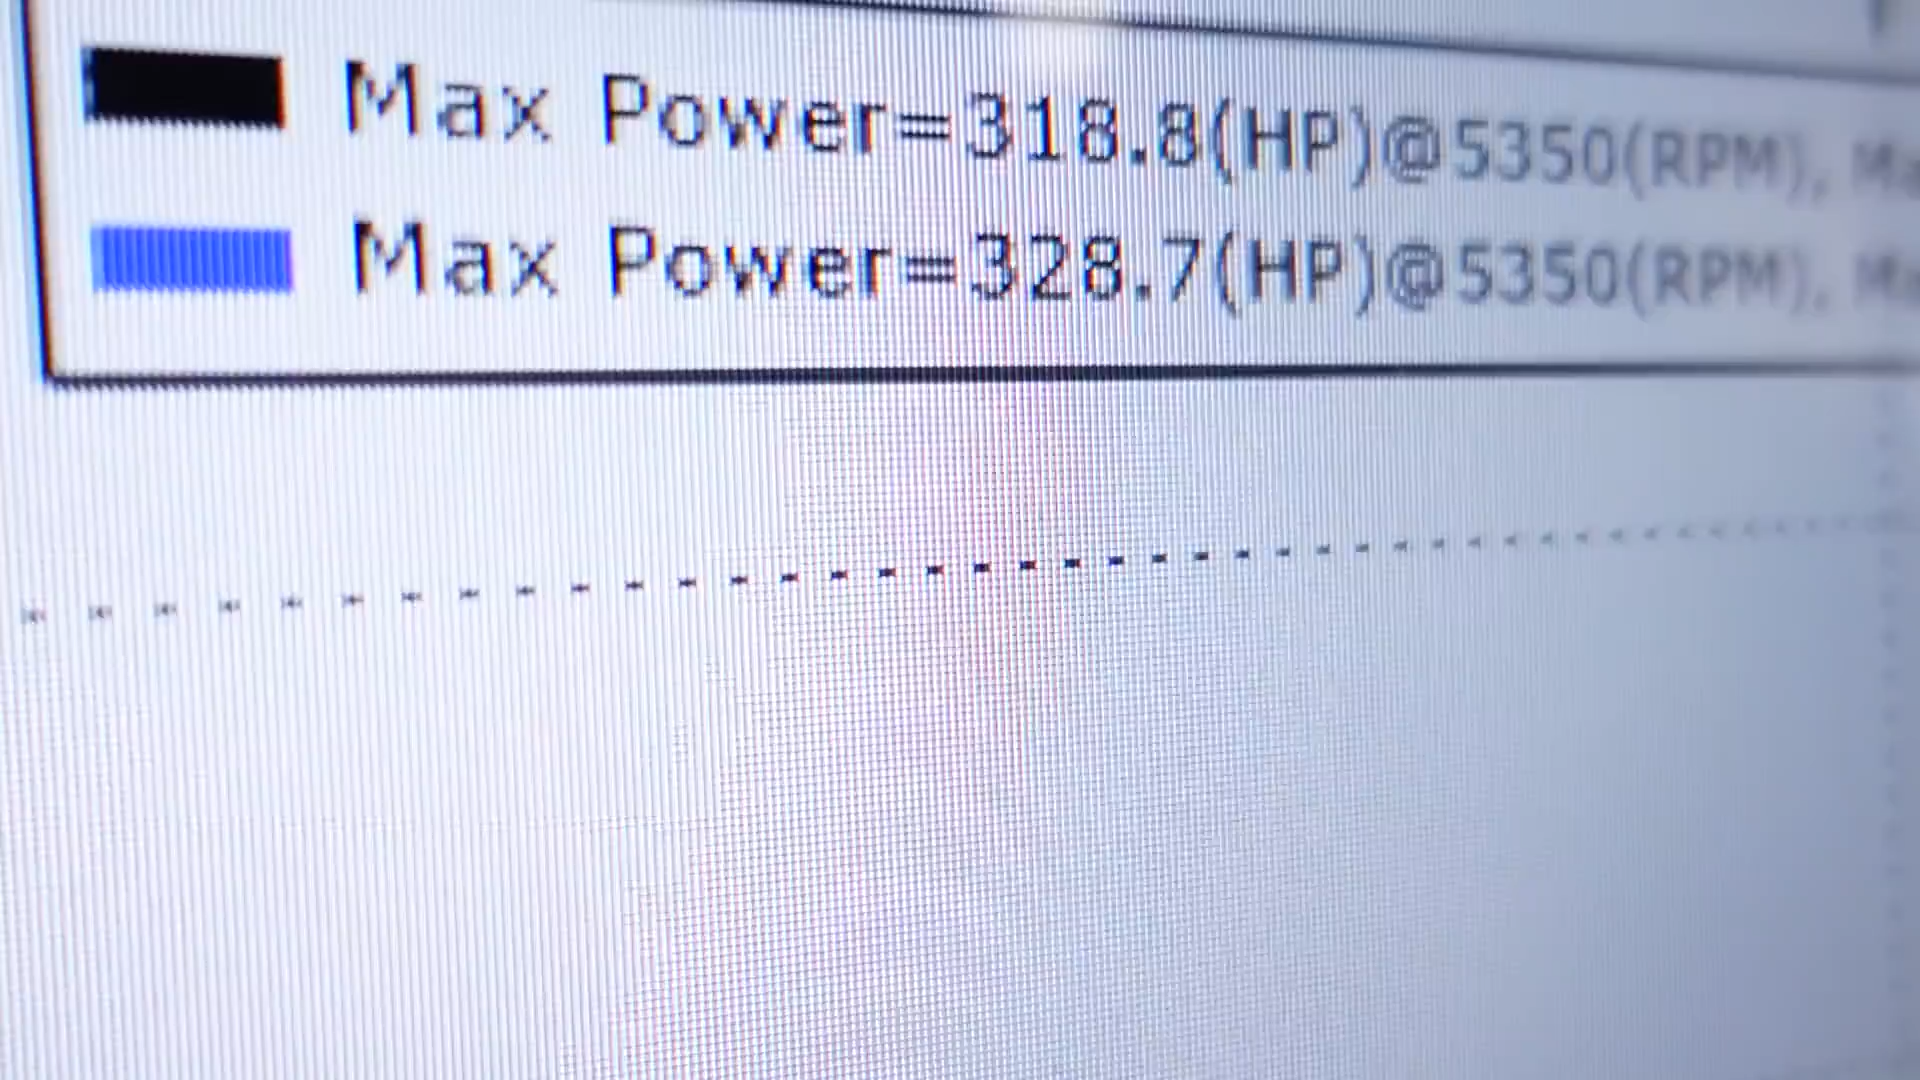 Max Power=318.8(HP)@5350(RPM),
Max Power=328.7(HP)@5350(RPM),